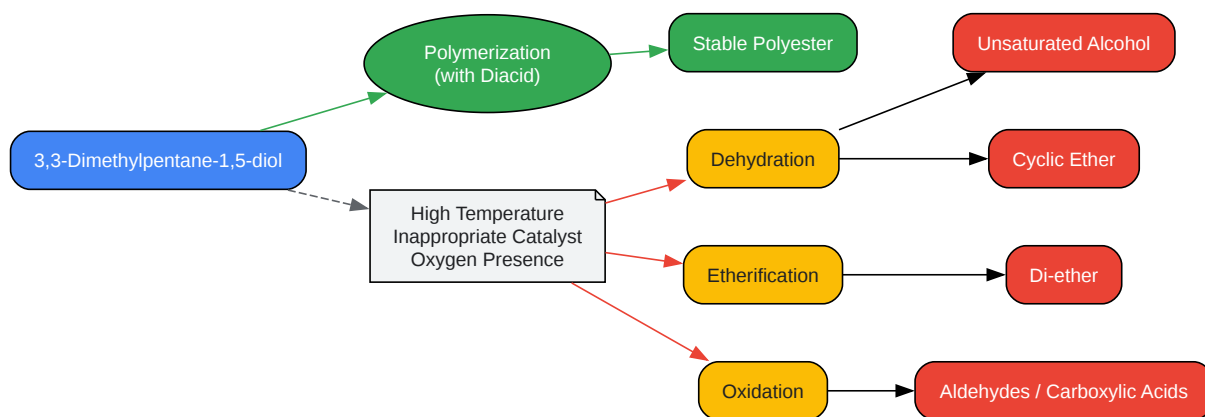 Polymerization
(with Diacid)
Stable Polyester
Unsaturated Alcohol
3,3-Dimethylpentane-1,5-diol
Dehydration
Cyclic Ether
High Temperature
Inappropriate Catalyst
Oxygen Presence
Etherification
Di-ether
Oxidation
Aldehydes / Carboxylic Acids